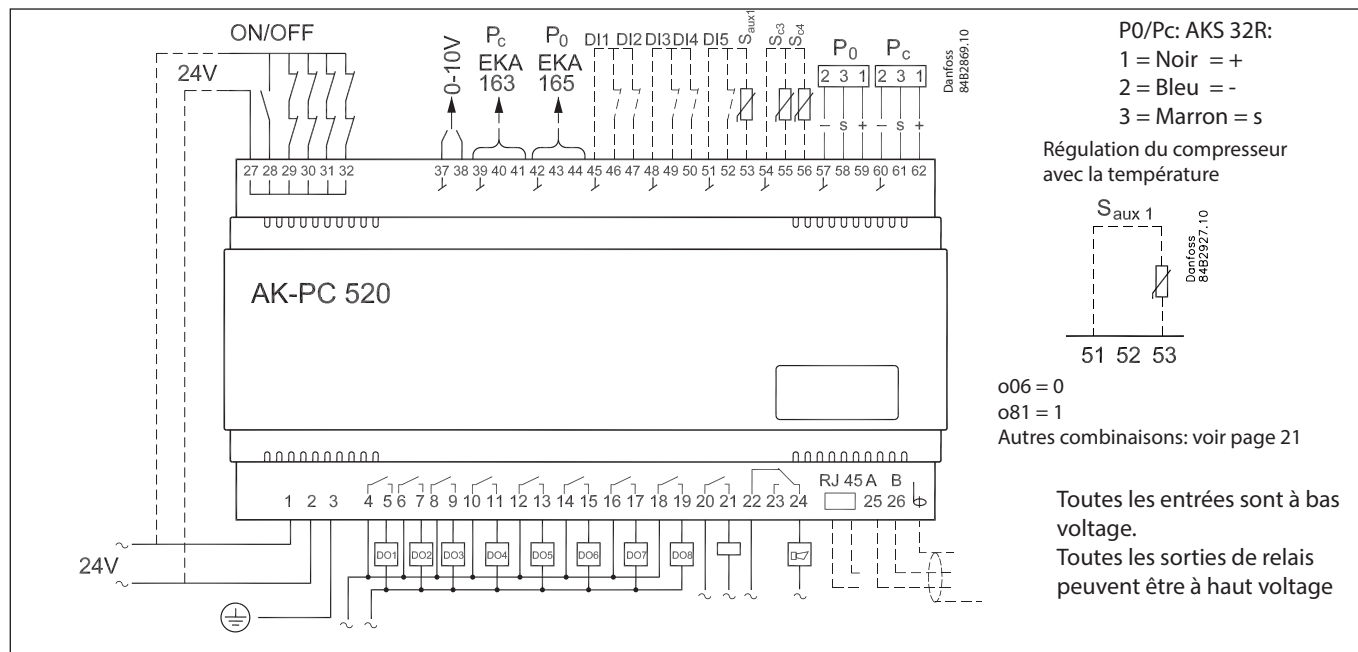 ON/OFF
24V
0-10V
Pc
EKA
163
P0
EKA
165
DI1 DI2 DI3 DI4 DI5 Saux1 Sc3 Sc4
P0 Pc
2 3 1 2 3 1
– s + – s +
Danfoss
84B2869.10
27 28 29 30 31 32 37 38 39 40 41 42 43 44 45 46 47 48 49 50 51 52 53 54 55 56 57 58 59 60 61 62
AK-PC 520
RJ 45 A B
1 2 3 4 5 6 7 8 9 10 11 12 13 14 15 16 17 18 19 20 21 22 23 24 25 26
DO1 DO2 DO3 DO4 DO5 DO6 DO7 DO8
~ 24V ~
~ ~ ~ ~ ~ ~
P0/Pc: AKS 32R:
1 = Noir = +
2 = Bleu = -
3 = Marron = s
Régulation du compresseur
avec la température
Saux 1
Danfoss
84B2927.10
51 52 53
o06 = 0
o81 = 1
Autres combinaisons: voir page 21
Toutes les entrées sont à bas
voltage.
Toutes les sorties de relais
peuvent être à haut voltage